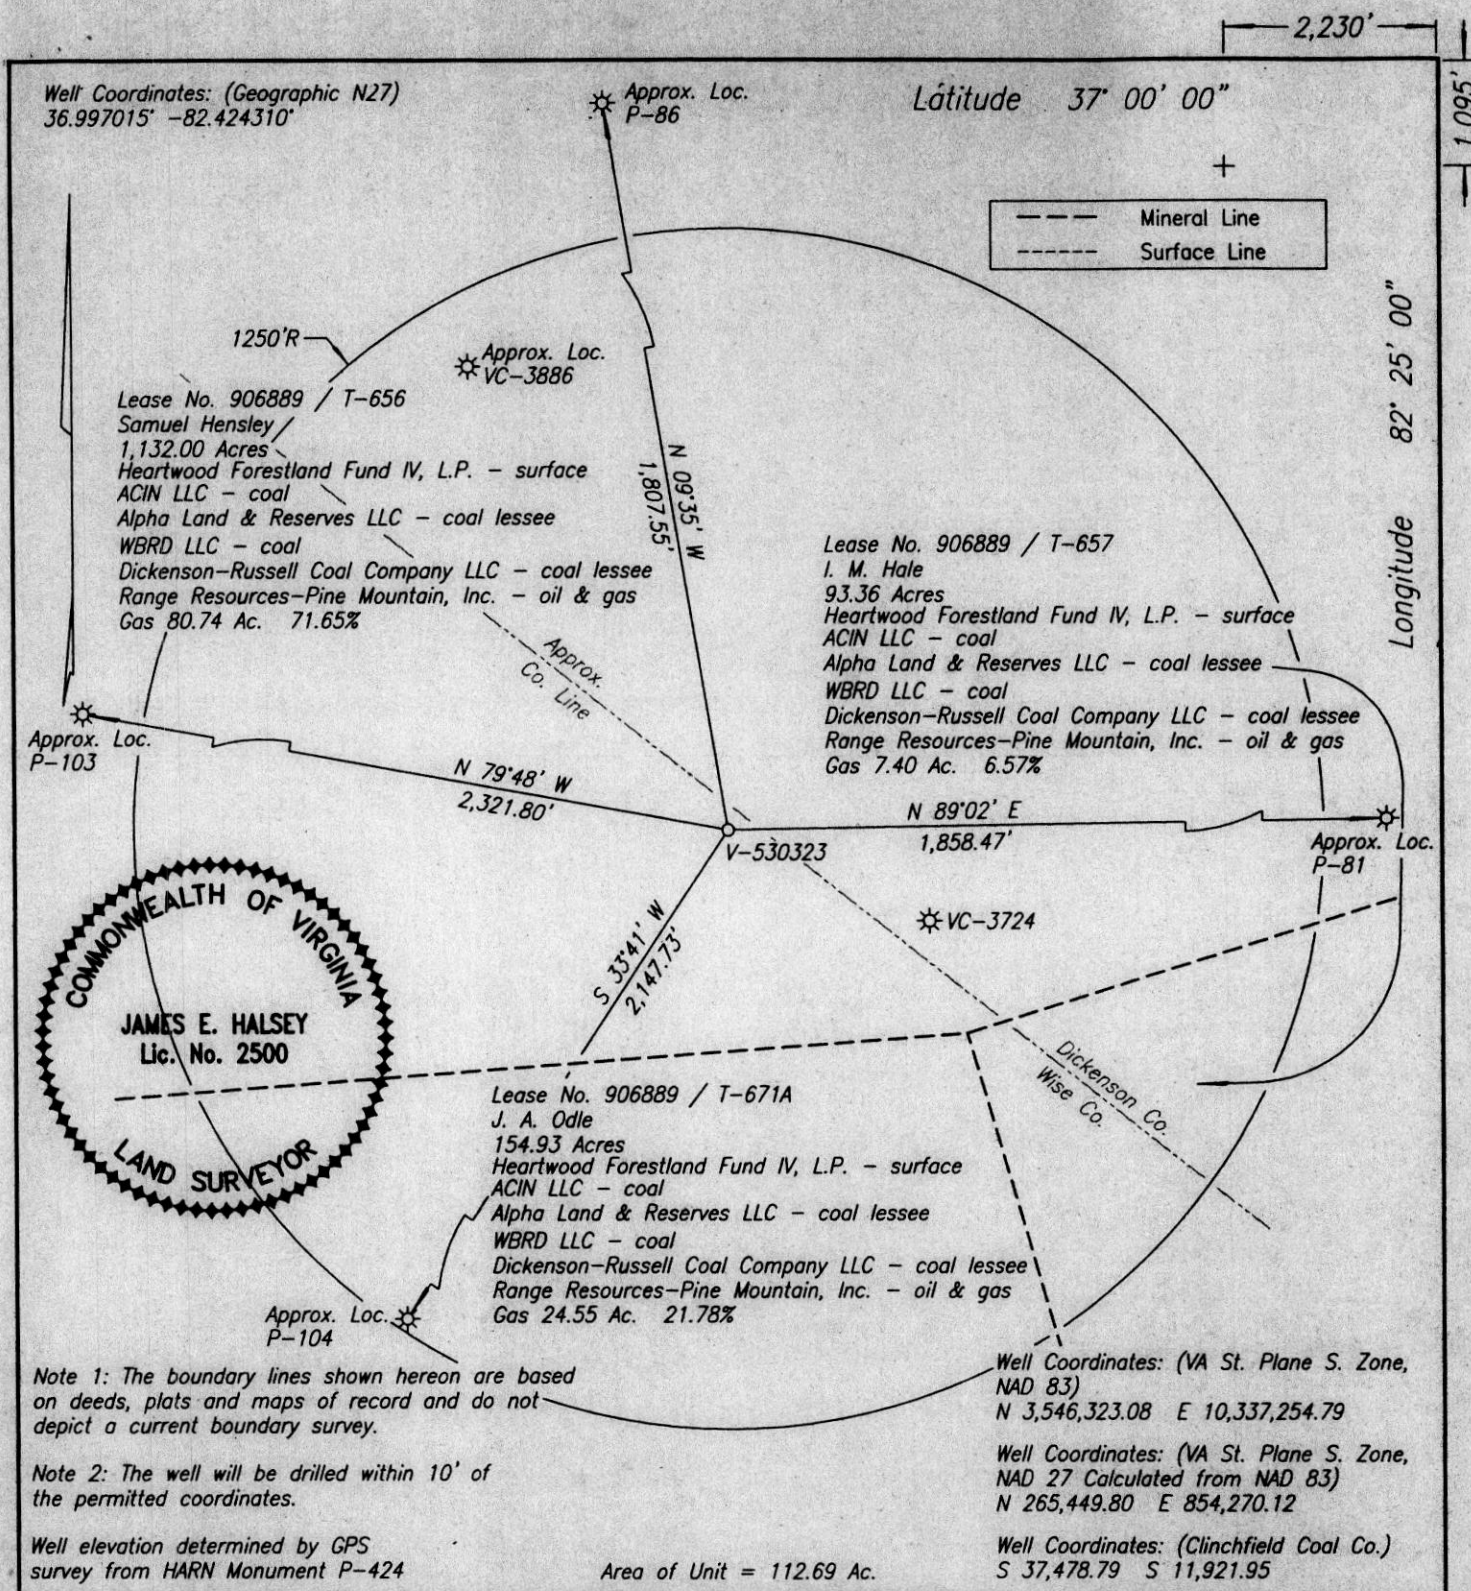 2,230'
1,095'
Well Coordinates: (Geographic N27)
36.997015° -82.424310°
Approx. Loc.
P-86
Latitude 37° 00' 00"
Mineral Line
Surface Line
Longitude 82° 25' 00"
1250'R
Approx. Loc.
VC-3886
Lease No. 906889 / T-656
Samuel Hensley
1,132.00 Acres
Heartwood Forestland Fund IV, L.P. - surface
ACIN LLC - coal
Alpha Land & Reserves LLC - coal lessee
WBRD LLC - coal
Dickenson-Russell Coal Company LLC - coal lessee
Range Resources-Pine Mountain, Inc. - oil & gas
Gas 80.74 Ac. 71.65%
N 09°35' W
1,807.55'
Lease No. 906889 / T-657
I. M. Hale
93.36 Acres
Heartwood Forestland Fund IV, L.P. - surface
ACIN LLC - coal
Alpha Land & Reserves LLC - coal lessee
WBRD LLC - coal
Dickenson-Russell Coal Company LLC - coal lessee
Range Resources-Pine Mountain, Inc. - oil & gas
Gas 7.40 Ac. 6.57%
Approx.
Co. Line
Approx. Loc.
P-103
N 79°48' W
2,321.80'
N 89°02' E
1,858.47'
V-530323
Approx. Loc.
P-81
VC-3724
S 33°41' W
2,147.73'
COMMONWEALTH OF VIRGINIA
JAMES E. HALSEY
Lic. No. 2500
LAND SURVEYOR
Dickenson Co.
Wise Co.
Lease No. 906889 / T-671A
J. A. Odle
154.93 Acres
Heartwood Forestland Fund IV, L.P. - surface
ACIN LLC - coal
Alpha Land & Reserves LLC - coal lessee
WBRD LLC - coal
Dickenson-Russell Coal Company LLC - coal lessee
Range Resources-Pine Mountain, Inc. - oil & gas
Gas 24.55 Ac. 21.78%
Approx. Loc.
P-104
Note 1: The boundary lines shown hereon are based
on deeds, plats and maps of record and do not
depict a current boundary survey.
Note 2: The well will be drilled within 10' of
the permitted coordinates.
Well elevation determined by GPS
survey from HARN Monument P-424
Area of Unit = 112.69 Ac.
Well Coordinates: (VA St. Plane S. Zone,
NAD 83)
N 3,546,323.08 E 10,337,254.79
Well Coordinates: (VA St. Plane S. Zone,
NAD 27 Calculated from NAD 83)
N 265,449.80 E 854,270.12
Well Coordinates: (Clinchfield Coal Co.)
S 37,478.79 S 11,921.95